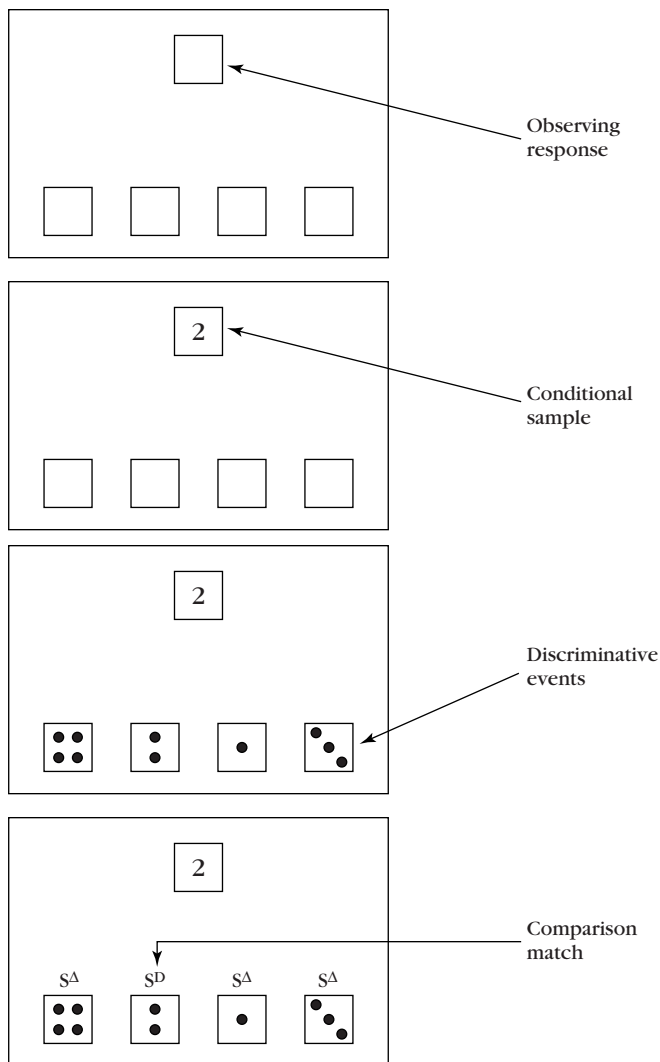 Observing
response
2
Conditional
sample
2
Discriminative
events
2
Comparison
match
SΔ SD SΔ SΔ